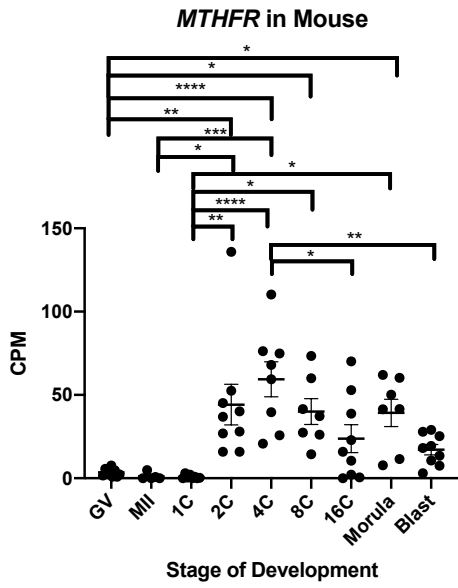 MTHFR in Mouse
*
*
****
**
***
*
*
*
****
**
**
*
150
100
50
0
CPM
GV
MII
1C
2C
4C
8C
16C
Morula
Blast
Stage of Development